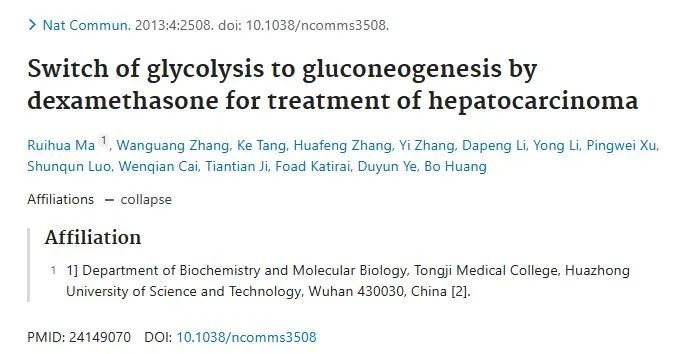 > Nat Commun. 2013:4:2508. doi: 10.1038/ncomms3508.
Switch of glycolysis to gluconeogenesis by
dexamethasone for treatment of hepatocarcinoma
Ruihua Ma 1, Wanguang Zhang, Ke Tang, Huafeng Zhang, Yi Zhang, Dapeng Li, Yong Li, Pingwei Xu,
Shunqun Luo, Wenqian Cai, Tiantian Ji, Foad Katirai, Duyun Ye, Bo Huang
Affiliations — collapse
Affiliation
1 1] Department of Biochemistry and Molecular Biology, Tongji Medical College, Huazhong
University of Science and Technology, Wuhan 430030, China [2].
PMID: 24149070 DOI: 10.1038/ncomms3508